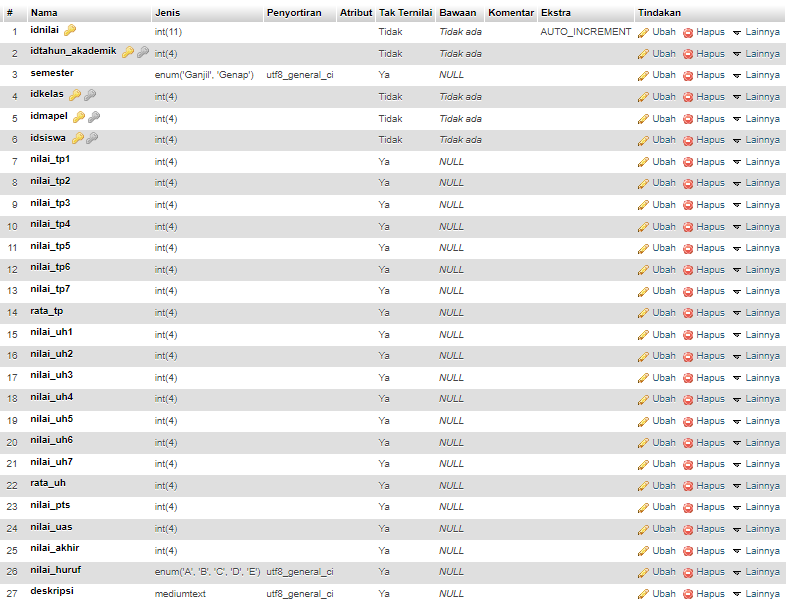 # Nama Jenis Penyortiran Atribut Tak Ternilai Bawaan Komentar Ekstra Tindakan
1 idnilai int(11) Tidak Tidak ada AUTO_INCREMENT Ubah Hapus Lainnya
2 idtahun_akademik int(4) Tidak Tidak ada Ubah Hapus Lainnya
3 semester enum('Ganjil', 'Genap') utf8_general_ci Ya NULL Ubah Hapus Lainnya
4 idkelas int(4) Tidak Tidak ada Ubah Hapus Lainnya
5 idmapel int(4) Tidak Tidak ada Ubah Hapus Lainnya
6 idsiswa int(4) Tidak Tidak ada Ubah Hapus Lainnya
7 nilai_tp1 int(4) Ya NULL Ubah Hapus Lainnya
8 nilai_tp2 int(4) Ya NULL Ubah Hapus Lainnya
9 nilai_tp3 int(4) Ya NULL Ubah Hapus Lainnya
10 nilai_tp4 int(4) Ya NULL Ubah Hapus Lainnya
11 nilai_tp5 int(4) Ya NULL Ubah Hapus Lainnya
12 nilai_tp6 int(4) Ya NULL Ubah Hapus Lainnya
13 nilai_tp7 int(4) Ya NULL Ubah Hapus Lainnya
14 rata_tp int(4) Ya NULL Ubah Hapus Lainnya
15 nilai_uh1 int(4) Ya NULL Ubah Hapus Lainnya
16 nilai_uh2 int(4) Ya NULL Ubah Hapus Lainnya
17 nilai_uh3 int(4) Ya NULL Ubah Hapus Lainnya
18 nilai_uh4 int(4) Ya NULL Ubah Hapus Lainnya
19 nilai_uh5 int(4) Ya NULL Ubah Hapus Lainnya
20 nilai_uh6 int(4) Ya NULL Ubah Hapus Lainnya
21 nilai_uh7 int(4) Ya NULL Ubah Hapus Lainnya
22 rata_uh int(4) Ya NULL Ubah Hapus Lainnya
23 nilai_pts int(4) Ya NULL Ubah Hapus Lainnya
24 nilai_uas int(4) Ya NULL Ubah Hapus Lainnya
25 nilai_akhir int(4) Ya NULL Ubah Hapus Lainnya
26 nilai_huruf enum('A', 'B', 'C', 'D', 'E') utf8_general_ci Ya NULL Ubah Hapus Lainnya
27 deskripsi mediumtext Ya NULL Ubah Hapus Lainnya